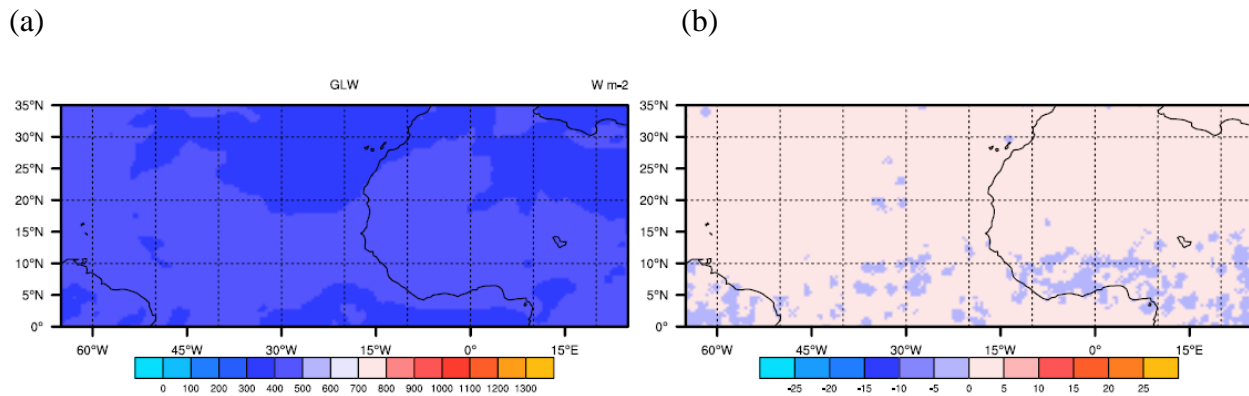 (a) (b)
GLW W m-2
35°N 35°N
30°N 30°N
25°N 25°N
20°N 20°N
15°N 15°N
10°N 10°N
5°N 5°N
0° 0°
60°W 45°W 30°W 15°W 0° 15°E 60°W 45°W 30°W 15°W 0° 15°E
0 100 200 300 400 500 600 700 800 900 1000 1100 1200 1300 -25 -20 -15 -10 -5 0 5 10 15 20 25